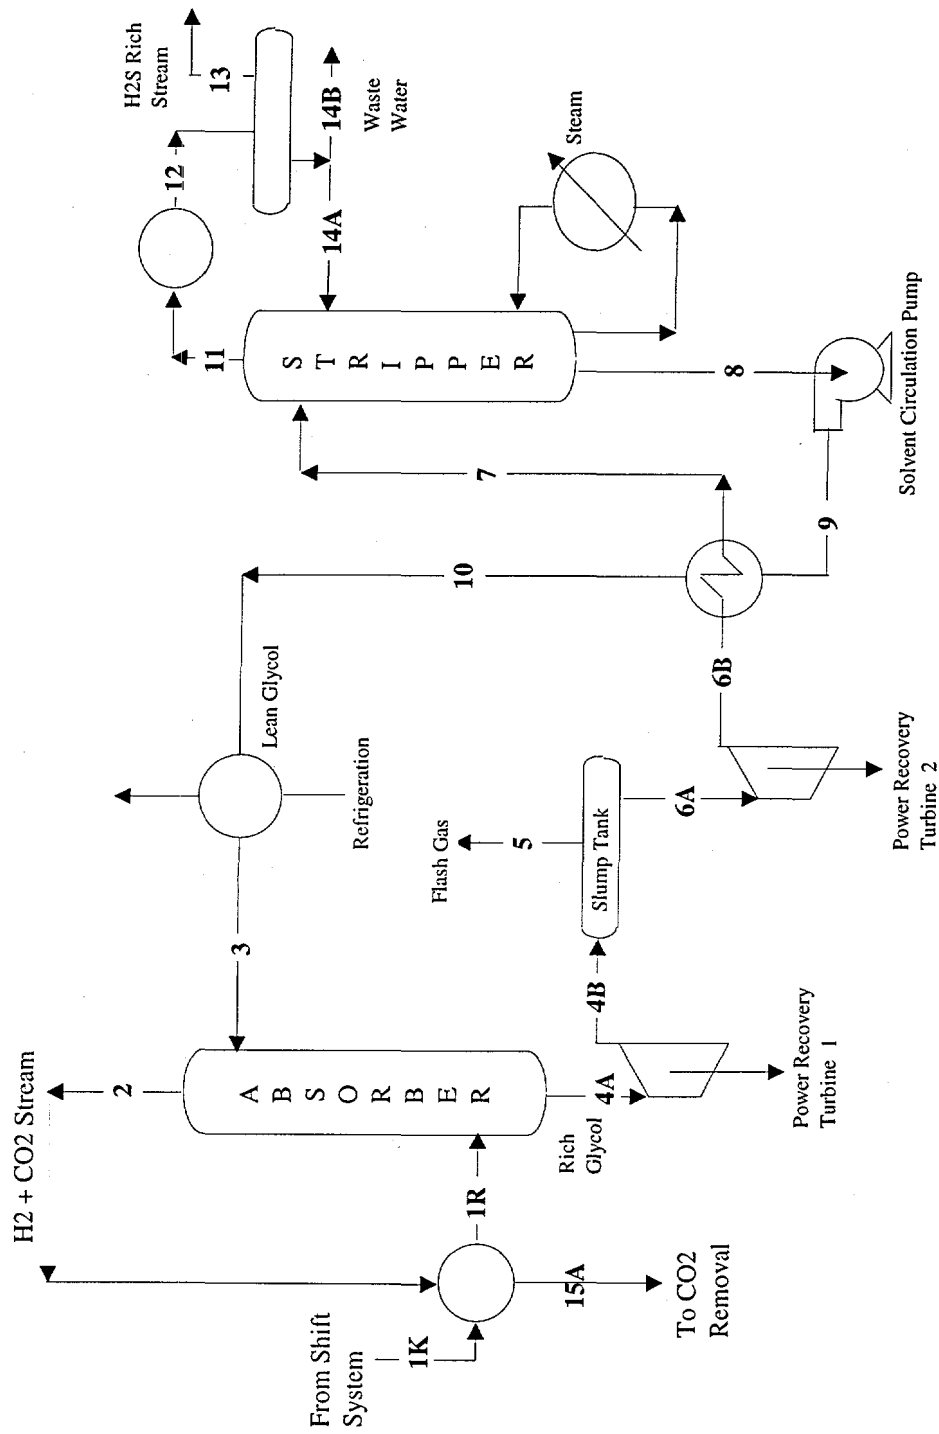 H2 + CO2 Stream
From Shift
System
1K
1R
15A
To CO2
Removal
2
ABSORBER
3
Rich
Glycol
4A
Power Recovery
Turbine 1
4B
Slump Tank
Flash Gas
5
6A
Power Recovery
Turbine 2
6B
Lean Glycol
Refrigeration
10
7
9
8
Solvent Circulation Pump
STRIPPER
11
12
H2S Rich
Stream
13
14A
14B
Waste
Water
Steam